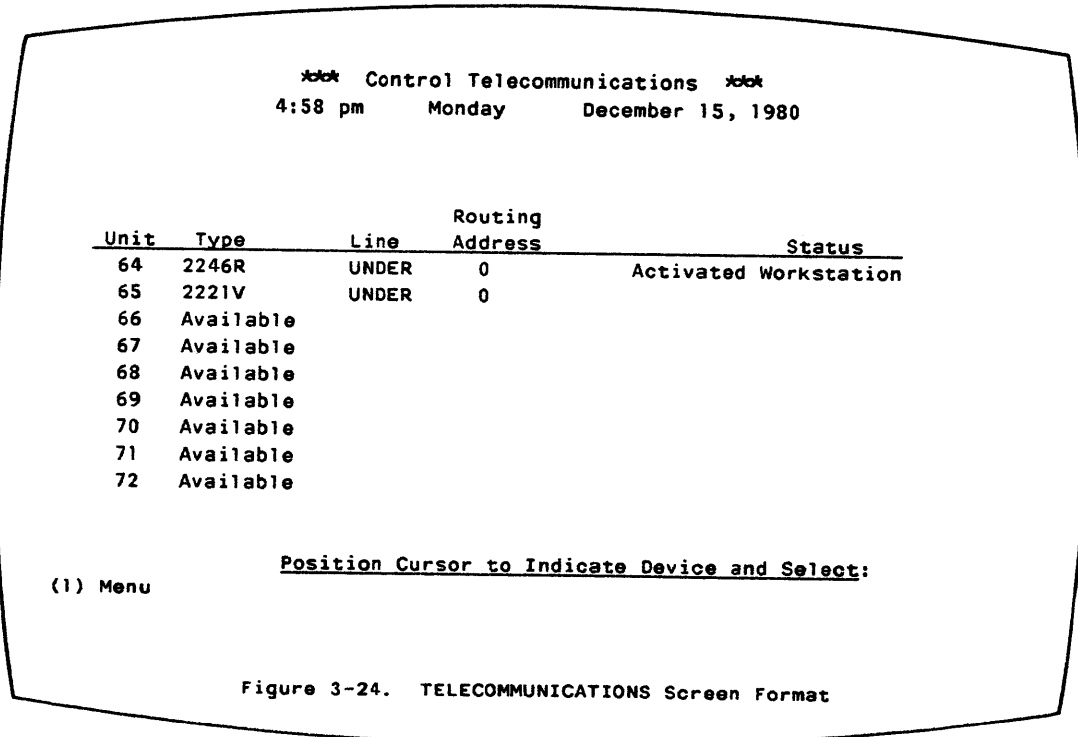 *** Control Telecommunications ***
4:58 pm Monday December 15, 1980
Routing
Unit Type Line Address Status
64 2246R UNDER 0 Activated Workstation
65 2221V UNDER 0
66 Available
67 Available
68 Available
69 Available
70 Available
71 Available
72 Available
Position Cursor to Indicate Device and Select:
(1) Menu
Figure 3-24. TELECOMMUNICATIONS Screen Format